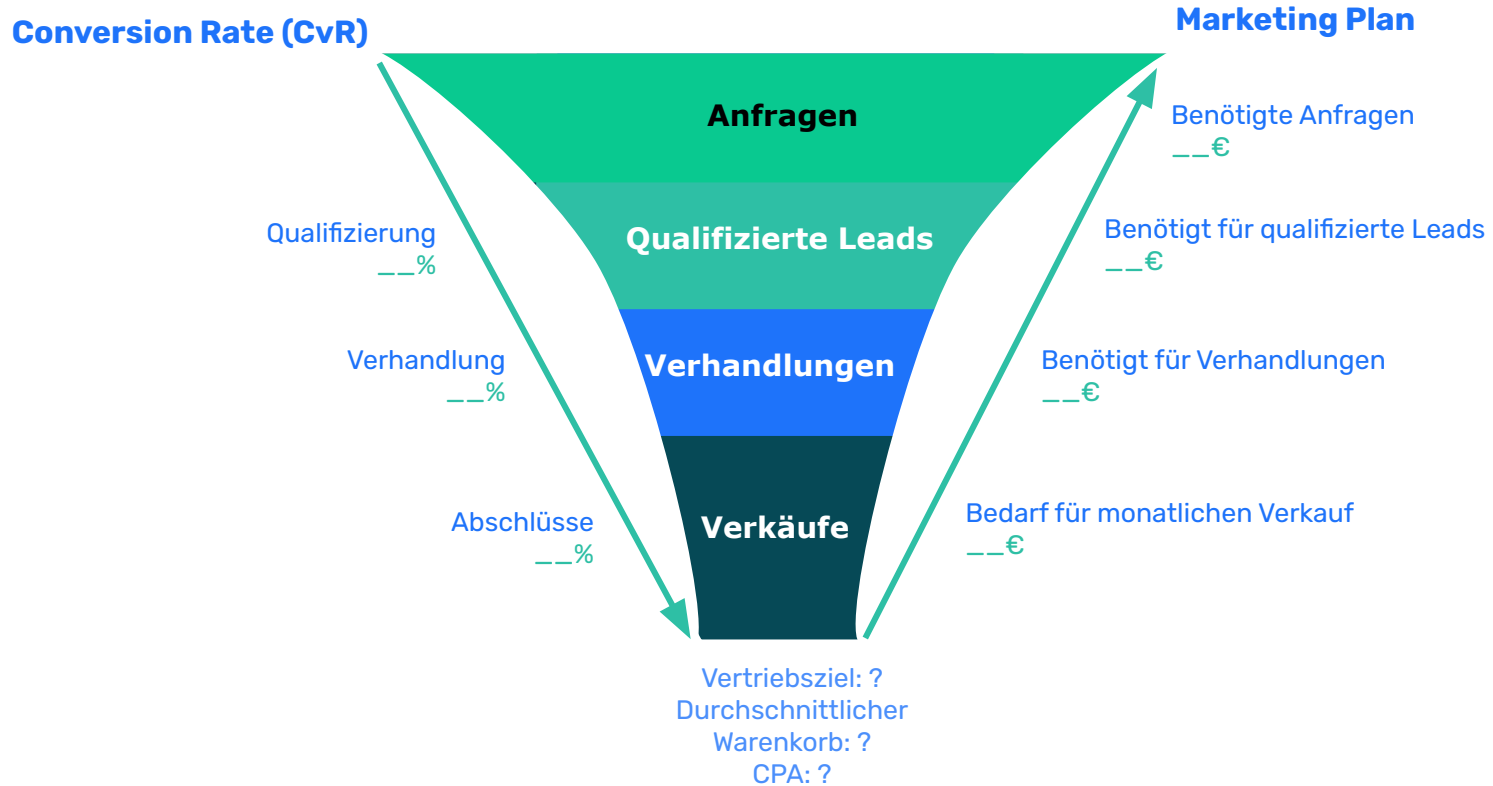 Conversion Rate (CvR)
Marketing Plan
Anfragen
Benötigte Anfragen
__€
Qualifizierung
__%
Qualifizierte Leads
Benötigt für qualifizierte Leads
__€
Verhandlung
__%
Verhandlungen
Benötigt für Verhandlungen
__€
Abschlüsse
__%
Verkäufe
Bedarf für monatlichen Verkauf
__€
Vertriebsziel: ?
Durchschnittlicher
Warenkorb: ?
CPA: ?